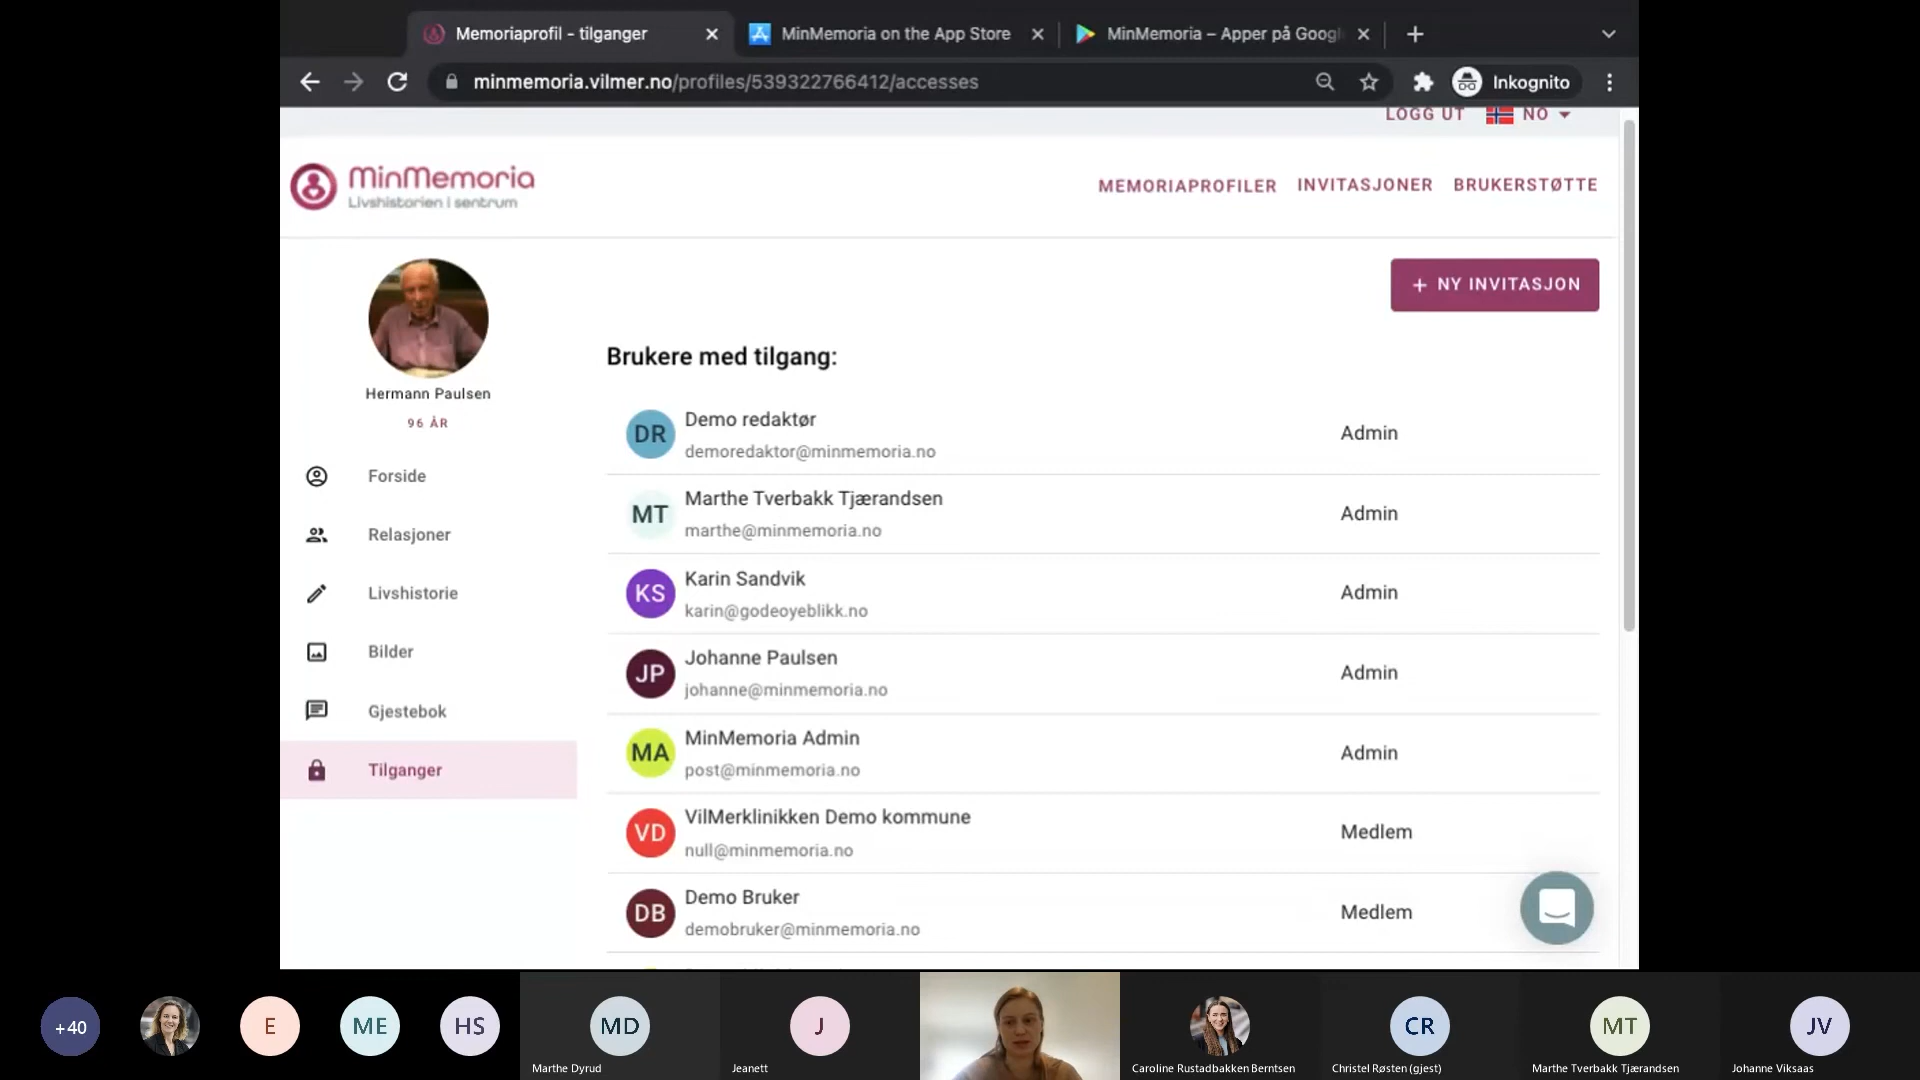 Memoriaprofil - tilganger
MinMemoria on the App Store
MinMemoria – Apper på Googl
minmemoria.vilmer.no/profiles/539322766412/accesses
Inkognito
LOGG UT
NO
MinMemoria
Livshistorien i sentrum
MEMORIAPROFILER
INVITASJONER
BRUKERSTØTTE
Hermann Paulsen
96 ÅR
Forside
Relasjoner
Livshistorie
Bilder
Gjestebok
Tilganger
+ NY INVITASJON
Brukere med tilgang:
DR
Demo redaktør
demoredaktor@minmemoria.no
Admin
MT
Marthe Tverbakk Tjærandsen
marthe@minmemoria.no
Admin
KS
Karin Sandvik
karin@godeoyeblikk.no
Admin
JP
Johanne Paulsen
johanne@minmemoria.no
Admin
MA
MinMemoria Admin
post@minmemoria.no
Admin
VD
VilMerklinikken Demo kommune
null@minmemoria.no
Medlem
DB
Demo Bruker
demobruker@minmemoria.no
Medlem
+40
E
ME
HS
MD
Marthe Dyrud
J
Jeanett
Caroline Rustadbakken Berntsen
CR
Christel Røsten (gjest)
MT
Marthe Tverbakk Tjærandsen
JV
Johanne Viksaas